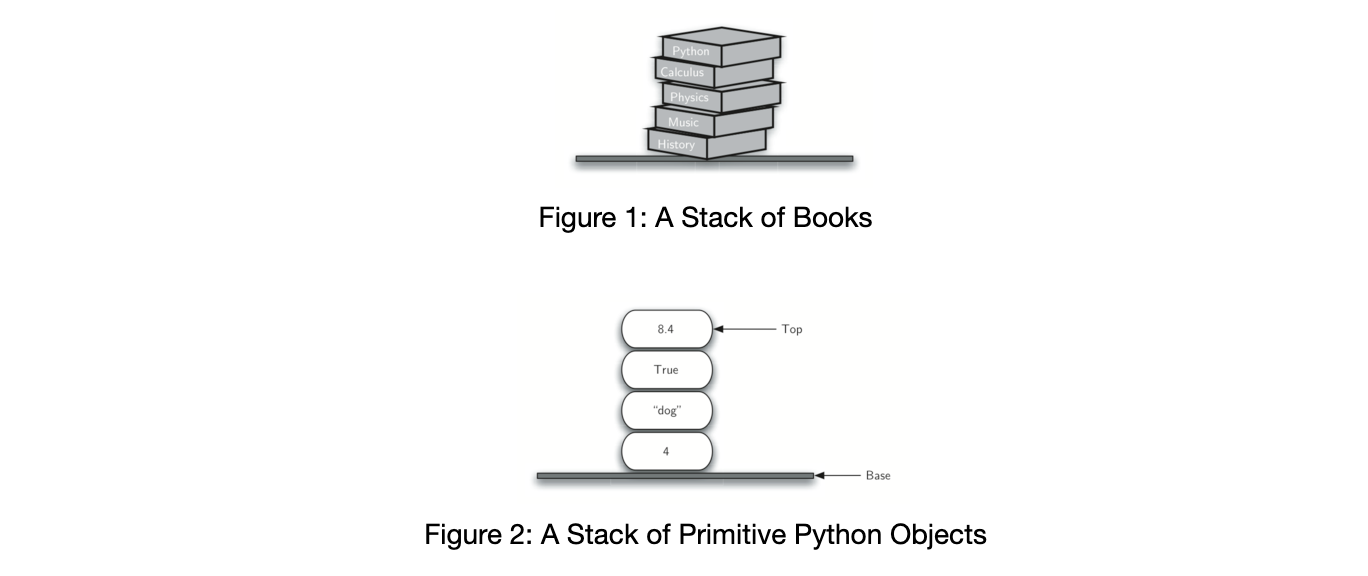 Python
Calculus
Physics
Music
History
Figure 1: A Stack of Books
8.4
Top
True
“dog”
4
Base
Figure 2: A Stack of Primitive Python Objects